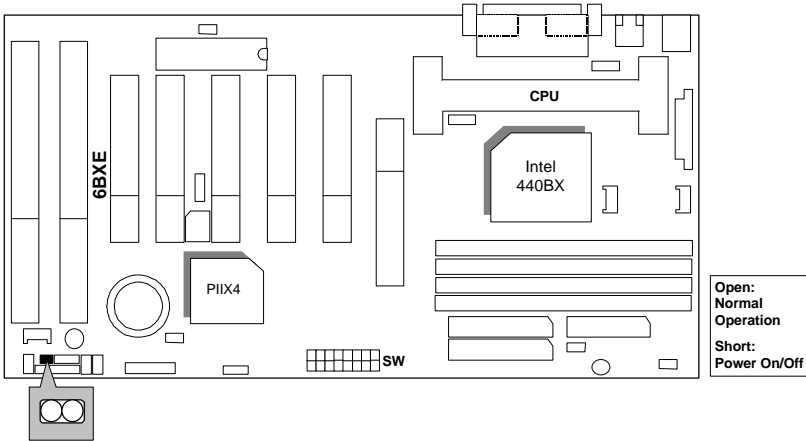 CPU
6BXE
Intel
440BX
PIIX4
Open:
Normal
Operation
Short:
Power On/Off
SW